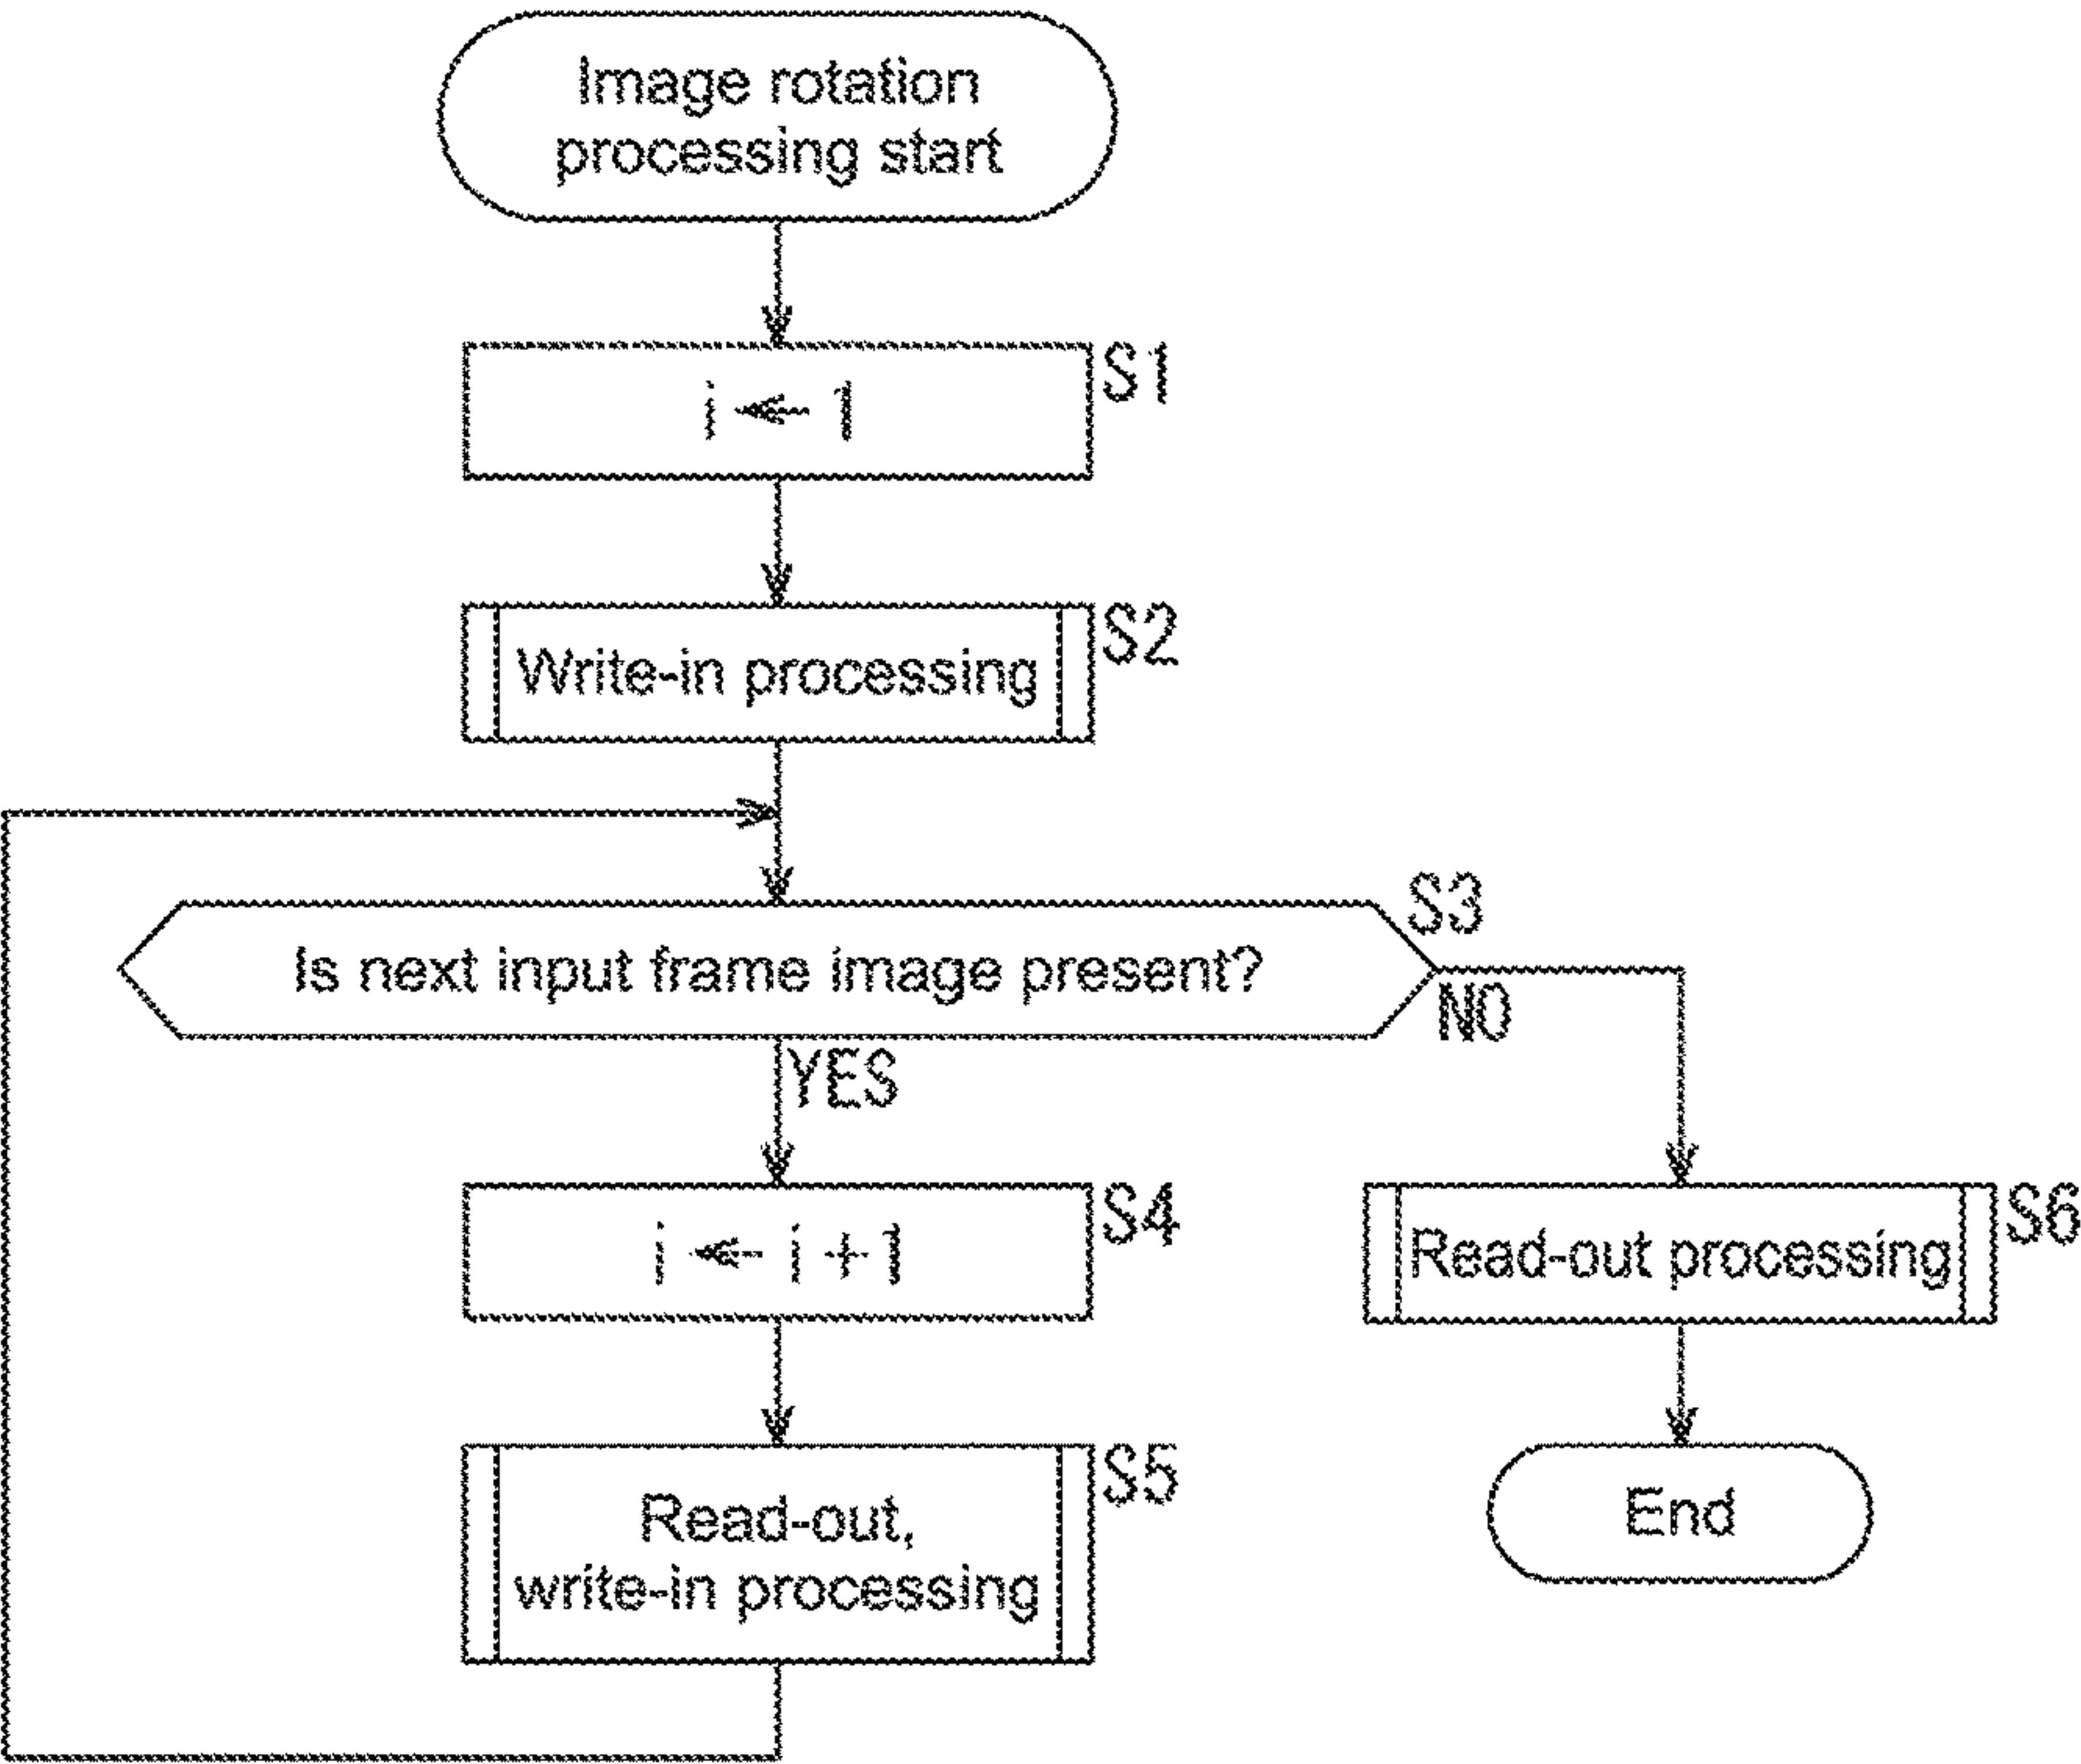 Image rotation
processing start
S1
i ← 1
S2
Write-in processing
S3
Is next input frame image present?
NO
YES
S4
i ← i +1
S6
Read-out processing
S5
Read-out,
write-in processing
End